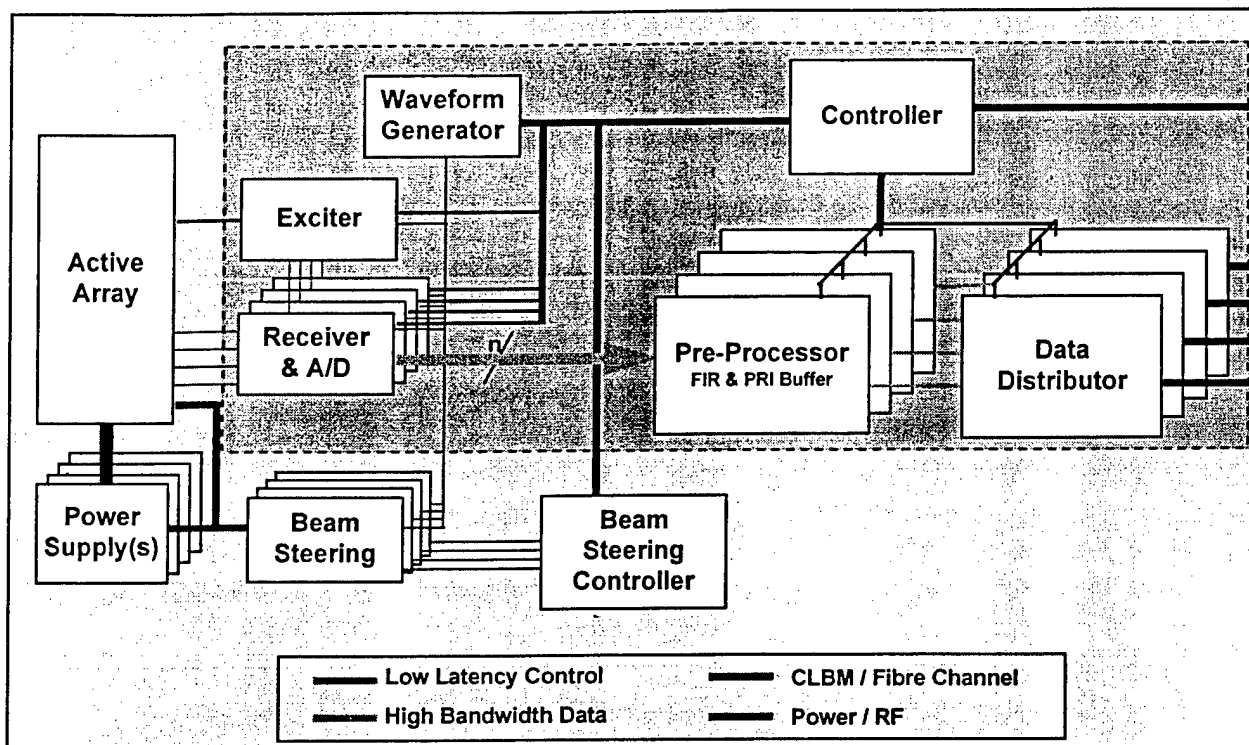 Waveform
Generator
Controller
Active
Array
Exciter
Receiver
& A/D
n
Pre-Processor
FIR & PRI Buffer
Data
Distributor
Power
Supply(s)
Beam
Steering
Beam
Steering
Controller
Low Latency Control
CLBM / Fibre Channel
High Bandwidth Data
Power / RF